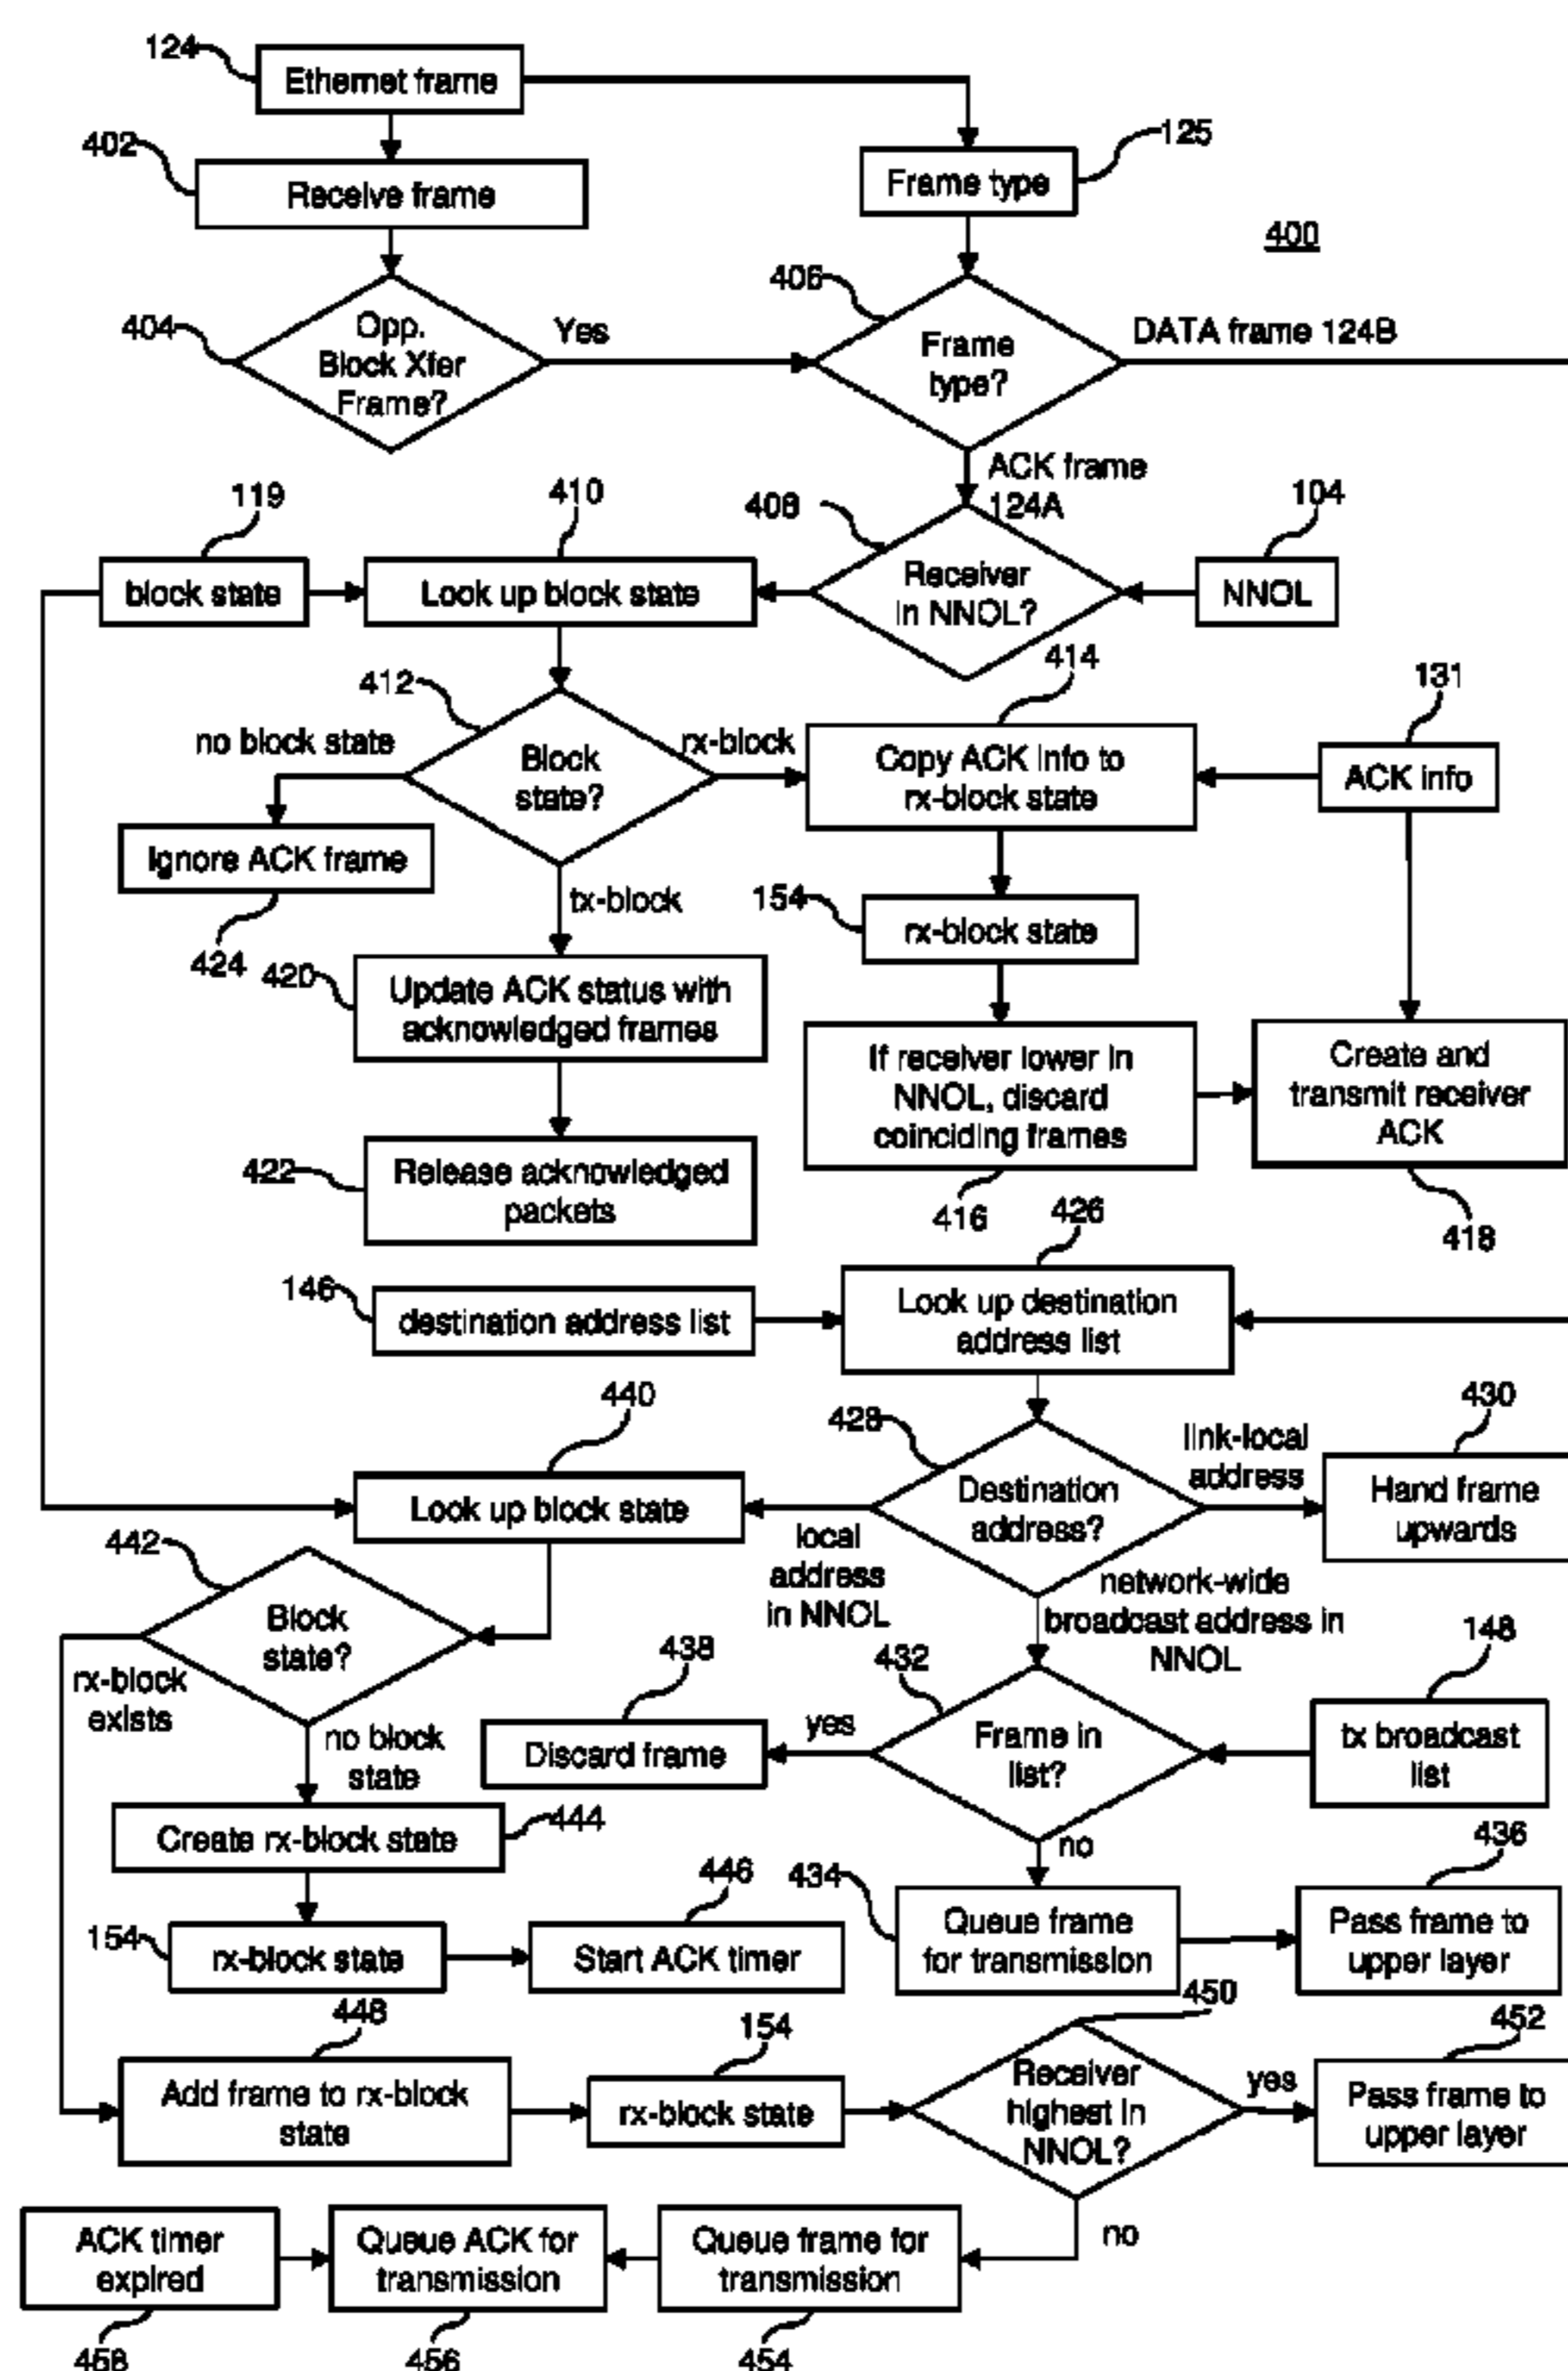 124
Ethernet frame
402
Receive frame
125
Frame type
400
404
Opp.
Block Xfer
Frame?
Yes
406
Frame
type?
DATA frame 124B
ACK frame
124A
119
block state
410
Look up block state
408
Receiver
in NNOL?
104
NNOL
412
no block state
Block
state?
rx-block
414
Copy ACK info to
rx-block state
131
ACK info
Ignore ACK frame
424
tx-block
154
rx-block state
420
Update ACK status with
acknowledged frames
If receiver lower in
NNOL, discard
coinciding frames
416
Create and
transmit receiver
ACK
418
422
Release acknowledged
packets
426
146
destination address list
Look up destination
address list
440
Look up block state
428
Destination
address?
link-local
address
430
Hand frame
upwards
local
address
in NNOL
network-wide
broadcast address in
NNOL
442
Block
state?
rx-block
exists
no block
state
438
Discard frame
yes
432
Frame in
list?
148
tx broadcast
list
no
444
Create rx-block state
434
Queue frame
for transmission
436
Pass frame to
upper layer
154
rx-block state
446
Start ACK timer
448
Add frame to rx-block
state
154
rx-block state
450
Receiver
highest in
NNOL?
yes
452
Pass frame to
upper layer
no
ACK timer
expired
458
Queue ACK for
transmission
456
Queue frame for
transmission
454